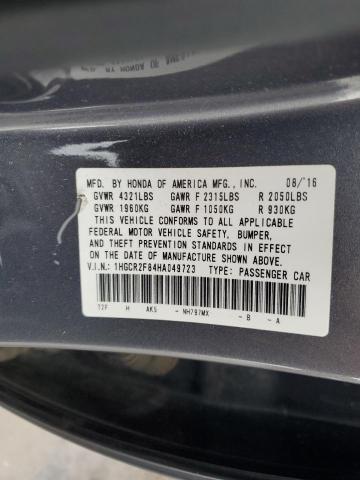 MFD. BY HONDA OF AMERICA MFG., INC. 08/'16
GVWR 4321LBS GAWR F 2315LBS R 2050LBS
GVWR 1960KG GAWR F 1050KG R 930KG
THIS VEHICLE CONFORMS TO ALL APPLICABLE
FEDERAL MOTOR VEHICLE SAFETY, BUMPER,
AND THEFT PREVENTION STANDARDS IN EFFECT
ON THE DATE OF MANUFACTURE SHOWN ABOVE.
V.I.N: 1HGCR2F84HA049723 TYPE: PASSENGER CAR
T2F H AK5 - NH797MX - B - A